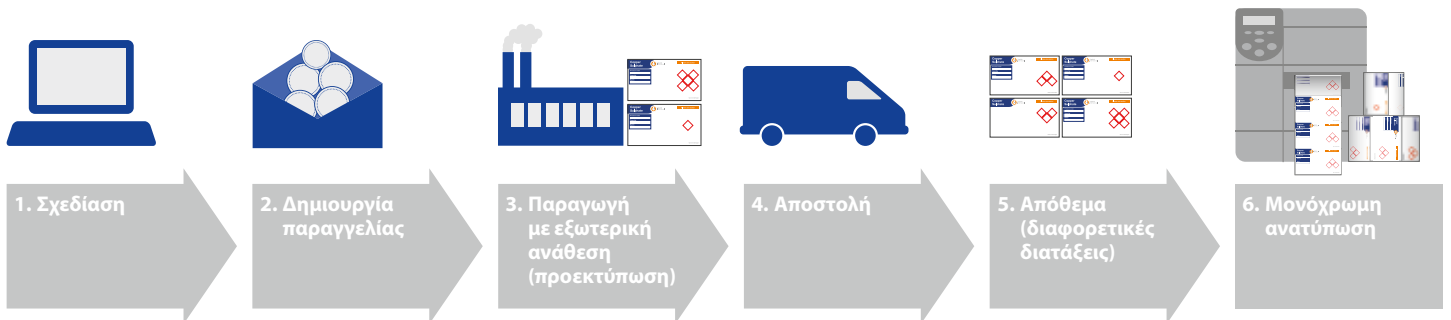 1. Σχεδίαση
2. Δημιουργία
παραγγελίας
3. Παραγωγή
με εξωτερική
ανάθεση
(προεκτύπωση)
4. Αποστολή
5. Απόθεμα
(διαφορετικές
διατάξεις)
6. Μονόχρωμη
ανατύπωση